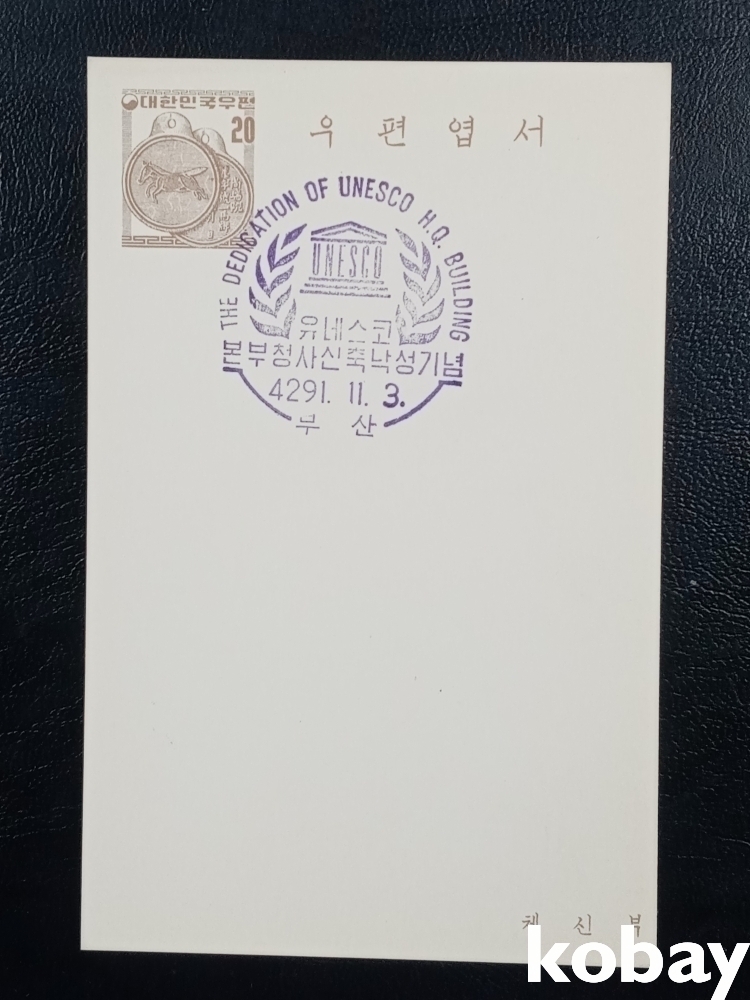 대한민국우편
20
우편엽서
THE DEDICATION OF UNESCO H.Q. BUILDING
UNESCO
유네스코
본부청사신축낙성기념
4291. 11. 3.
부 산
체 신 부
kobay